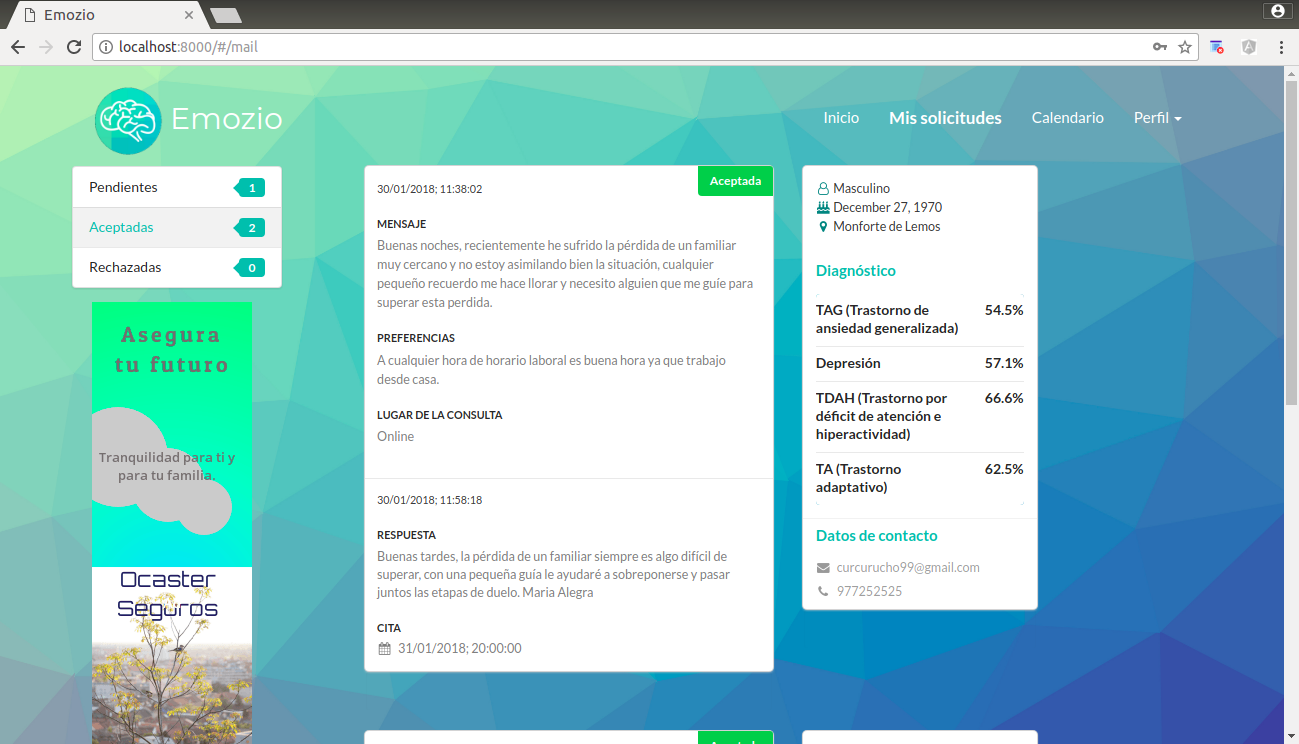 Emozio
localhost:8000/#/mail
Emozio
Inicio
Mis solicitudes
Calendario
Perfil
Pendientes 1
Aceptadas 2
Rechazadas 0
Asegura
tu futuro
Tranquilidad para ti y
para tu familia.
Ocaster
Seguros
Aceptada
30/01/2018; 11:38:02
MENSAJE
Buenas noches, recientemente he sufrido la pérdida de un familiar
muy cercano y no estoy asimilando bien la situación, cualquier
pequeño recuerdo me hace llorar y necesito alguien que me guíe para
superar esta perdida.
PREFERENCIAS
A cualquier hora de horario laboral es buena hora ya que trabajo
desde casa.
LUGAR DE LA CONSULTA
Online
30/01/2018; 11:58:18
RESPUESTA
Buenas tardes, la pérdida de un familiar siempre es algo difícil de
superar, con una pequeña guía le ayudaré a sobreponerse y pasar
juntos las etapas de duelo. Maria Alegra
CITA
31/01/2018; 20:00:00
Masculino
December 27, 1970
Monforte de Lemos
Diagnóstico
TAG (Trastorno de 54.5%
ansiedad generalizada)
Depresión 57.1%
TDAH (Trastorno por 66.6%
déficit de atención e
hiperactividad)
TA (Trastorno 62.5%
adaptativo)
Datos de contacto
curcurucho99@gmail.com
977252525
Aceptada